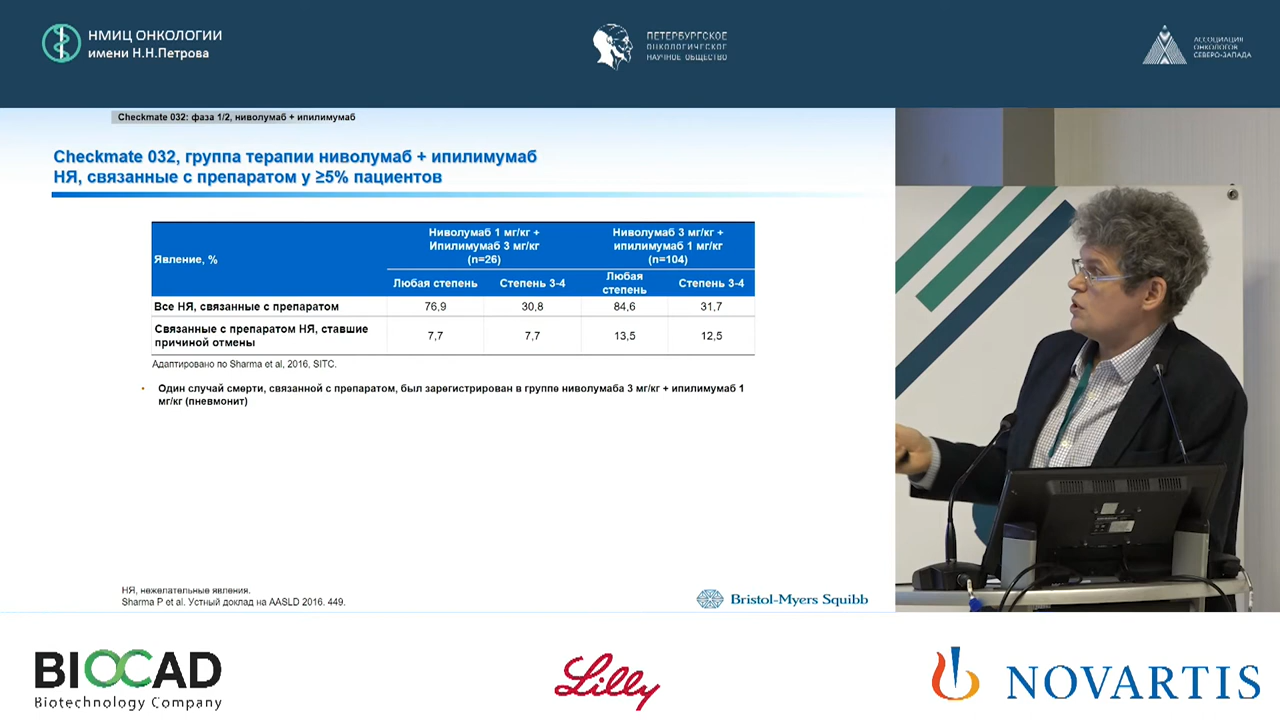 НМИЦ ОНКОЛОГИИ
имени Н.Н.Петрова
ПЕТЕРБУРГСКОЕ
ОНКОЛОГИЧЕСКОЕ
НАУЧНОЕ ОБЩЕСТВО
АССОЦИАЦИЯ
ОНКОЛОГОВ
СЕВЕРО-ЗАПАДА
Checkmate 032: фаза 1/2, ниволумаб + ипилимумаб
Checkmate 032, группа терапии ниволумаб + ипилимумаб
НЯ, связанные с препаратом у ≥5% пациентов
Явление, %
Ниволумаб 1 мг/кг +
Ипилимумаб 3 мг/кг
(n=26)
Ниволумаб 3 мг/кг +
ипилимумаб 1 мг/кг
(n=104)
Любая степень
Степень 3-4
Любая
степень
Степень 3-4
Все НЯ, связанные с препаратом
76,9
30,8
84,6
31,7
Связанные с препаратом НЯ, ставшие
причиной отмены
7,7
7,7
13,5
12,5
Адаптировано по Sharma et al, 2016, SITC.
• Один случай смерти, связанной с препаратом, был зарегистрирован в группе ниволумаба 3 мг/кг + ипилимумаб 1
мг/кг (пневмонит)
НЯ, нежелательные явления.
Sharma P et al. Устный доклад на AASLD 2016. 449.
Bristol-Myers Squibb
BIOCAD
Biotechnology Company
Lilly
NOVARTIS